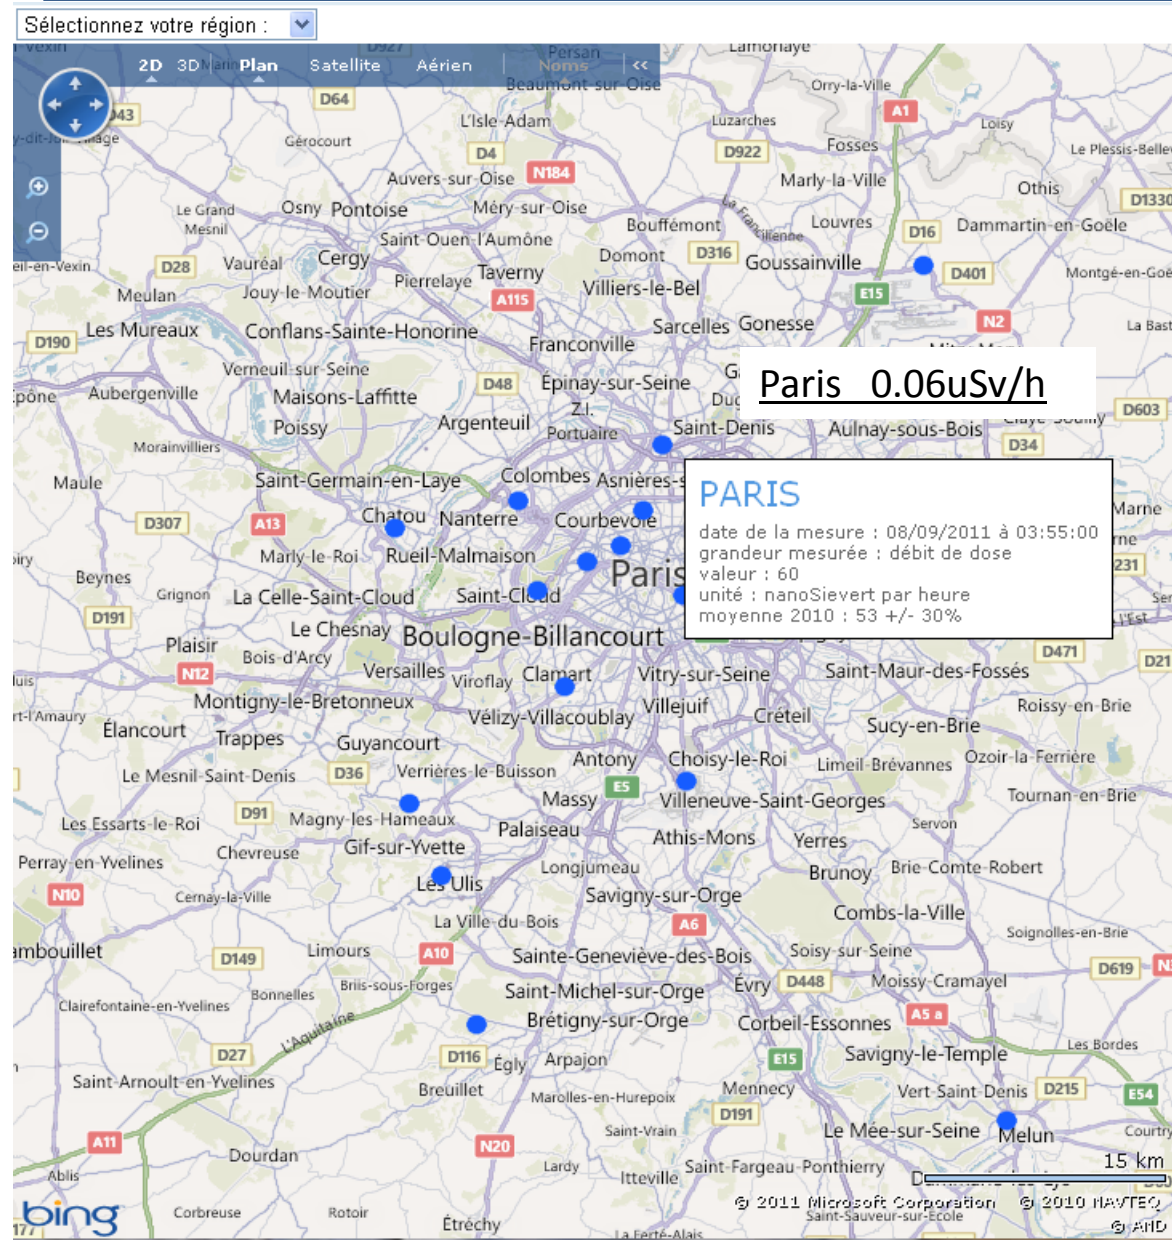 Sélectionnez votre région :
2D 3D Plan Satellite Aérien Noms <<
Persan
Beaumont-sur-Oise
Lamorlaye
Orry-la-Ville
D64
A1
L'Isle-Adam
Luzarches
Loisy
Gérocourt
D4
D922
Fosses
Auvers-sur-Oise
N184
Marly-la-Ville
Othis
D1330
Le Grand
Mesnil
Osny
Pontoise
Méry-sur-Oise
La Francilienne
Bouffémont
Louvres
D16
Dammartin-en-Goële
Saint-Ouen-l'Aumône
Domont
D316
Goussainville
D28
Vauréal
Cergy
Pierrelaye
Taverny
D401
Meulan
Jouy-le-Moutier
A115
Villiers-le-Bel
E15
D190
Les Mureaux
Conflans-Sainte-Honorine
Franconville
Sarcelles
Gonesse
N2
Verneuil-sur-Seine
Aubergenville
Maisons-Laffitte
D48
Épinay-sur-Seine
Paris 0.06uSv/h
Z.I.
Portuaire
D603
Poissy
Argenteuil
Saint-Denis
Aulnay-sous-Bois
D34
Morainvilliers
Maule
Saint-Germain-en-Laye
Colombes
PARIS
date de la mesure : 08/09/2011 à 03:55:00
grandeur mesurée : débit de dose
valeur : 60
unité : nanoSievert par heure
moyenne 2010 : 53 +/- 30%
D307
A13
Chatou
Nanterre
Courbevoie
Marly-le-Roi
Rueil-Malmaison
Paris
Beynes
Grignon
La Celle-Saint-Cloud
Saint-Cloud
D191
Plaisir
Le Chesnay
Boulogne-Billancourt
D471
D21
N12
Bois-d'Arcy
Versailles
Viroflay
Clamart
Vitry-sur-Seine
Saint-Maur-des-Fossés
Montigny-le-Bretonneux
Vélizy-Villacoublay
Villejuif
Créteil
Sucy-en-Brie
Roissy-en-Brie
Élancourt
Trappes
Guyancourt
Antony
Choisy-le-Roi
Limeil-Brévannes
Ozoir-la-Ferrière
Le Mesnil-Saint-Denis
D36
Verrières-le-Buisson
E5
Massy
Villeneuve-Saint-Georges
Tournan-en-Brie
Les Essarts-le-Roi
D91
Magny-les-Hameaux
Palaiseau
Athis-Mons
Yerres
Servon
Perray-en-Yvelines
Chevreuse
Gif-sur-Yvette
Longjumeau
Brunoy
Brie-Comte-Robert
N10
Cernay-la-Ville
Les Ulis
Savigny-sur-Orge
Combs-la-Ville
La Ville-du-Bois
A6
Soignolles-en-Brie
D149
Limours
A10
Sainte-Geneviève-des-Bois
Soisy-sur-Seine
D619
Clairefontaine-en-Yvelines
Bonnelles
Briis-sous-Forges
Saint-Michel-sur-Orge
Évry
D448
Moissy-Cramayel
L'Aquitaine
Brétigny-sur-Orge
Corbeil-Essonnes
A5 a
D27
D116
Égly
Arpajon
E15
Savigny-le-Temple
Les Bordes
Saint-Arnoult-en-Yvelines
Breuillet
Marolles-en-Hurepoix
Mennecy
Vert-Saint-Denis
D215
E54
D191
A11
Dourdan
N20
Saint-Vrain
Le Mée-sur-Seine
Melun
Courtry
Ablis
Lardy
Itteville
Saint-Fargeau-Ponthierry
15 km
bing
Corbreuse
Rotoir
Étréchy
La Ferté-Alais
© 2011 Microsoft Corporation © 2010 NAVTEQ
Saint-Sauveur-sur-École
© AND